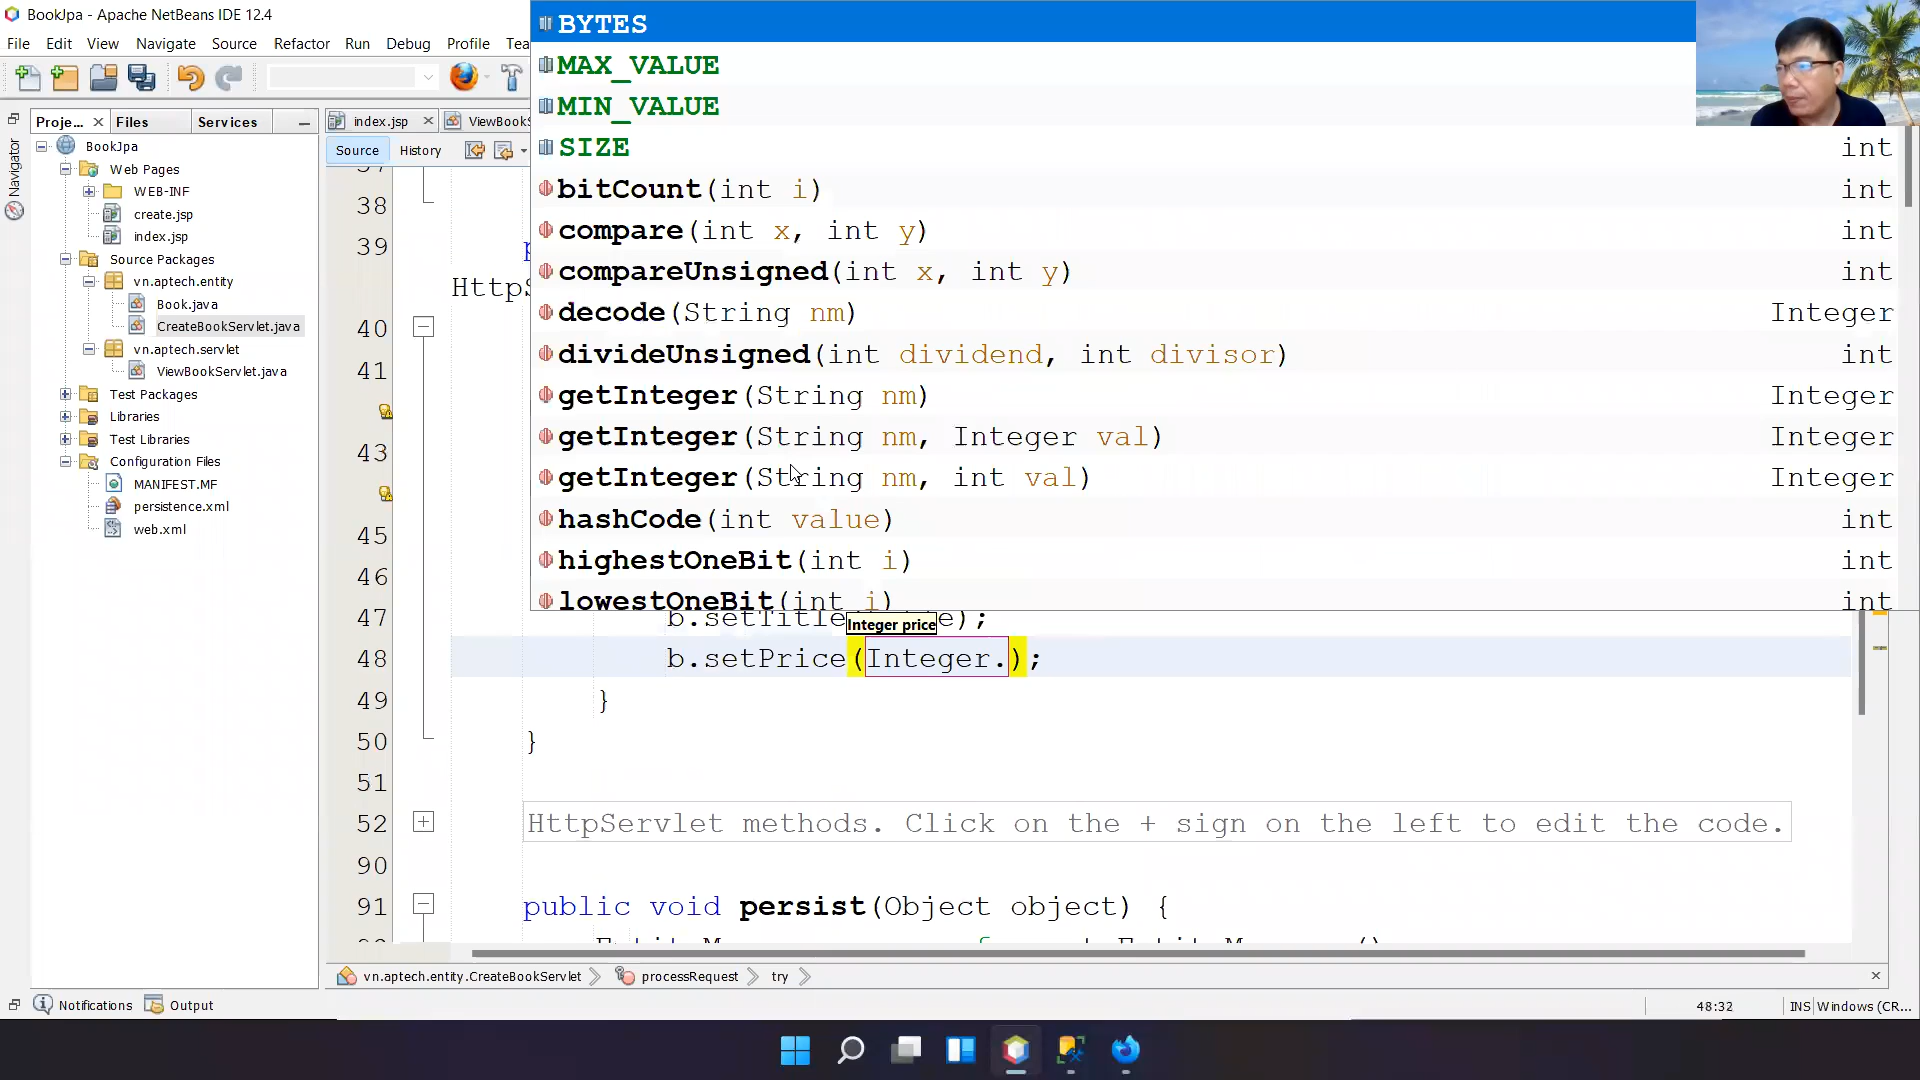 BookJpa - Apache NetBeans IDE 12.4
File Edit View Navigate Source Refactor Run Debug Profile Tea
Proje... Files Services
index.jsp
ViewBookS
Source History
Navigator
BookJpa
Web Pages
WEB-INF
create.jsp
index.jsp
Source Packages
vn.aptech.entity
Book.java
CreateBookServlet.java
vn.aptech.servlet
ViewBookServlet.java
Test Packages
Libraries
Test Libraries
Configuration Files
MANIFEST.MF
persistence.xml
web.xml
BYTES
MAX_VALUE
MIN_VALUE
SIZE int
bitCount(int i) int
compare(int x, int y) int
compareUnsigned(int x, int y) int
decode(String nm) Integer
divideUnsigned(int dividend, int divisor) int
getInteger(String nm) Integer
getInteger(String nm, Integer val) Integer
getInteger(String nm, int val) Integer
hashCode(int value) int
highestOneBit(int i) int
lowestOneBit(int i) int
38
39
HttpS
40
41
43
45
46
47 b.setTitle e);
Integer price
48 b.setPrice(Integer.);
49 }
50 }
51
52 HttpServlet methods. Click on the + sign on the left to edit the code.
90
91 public void persist(Object object) {
vn.aptech.entity.CreateBookServlet processRequest try
Notifications Output
48:32 INS Windows (CR...